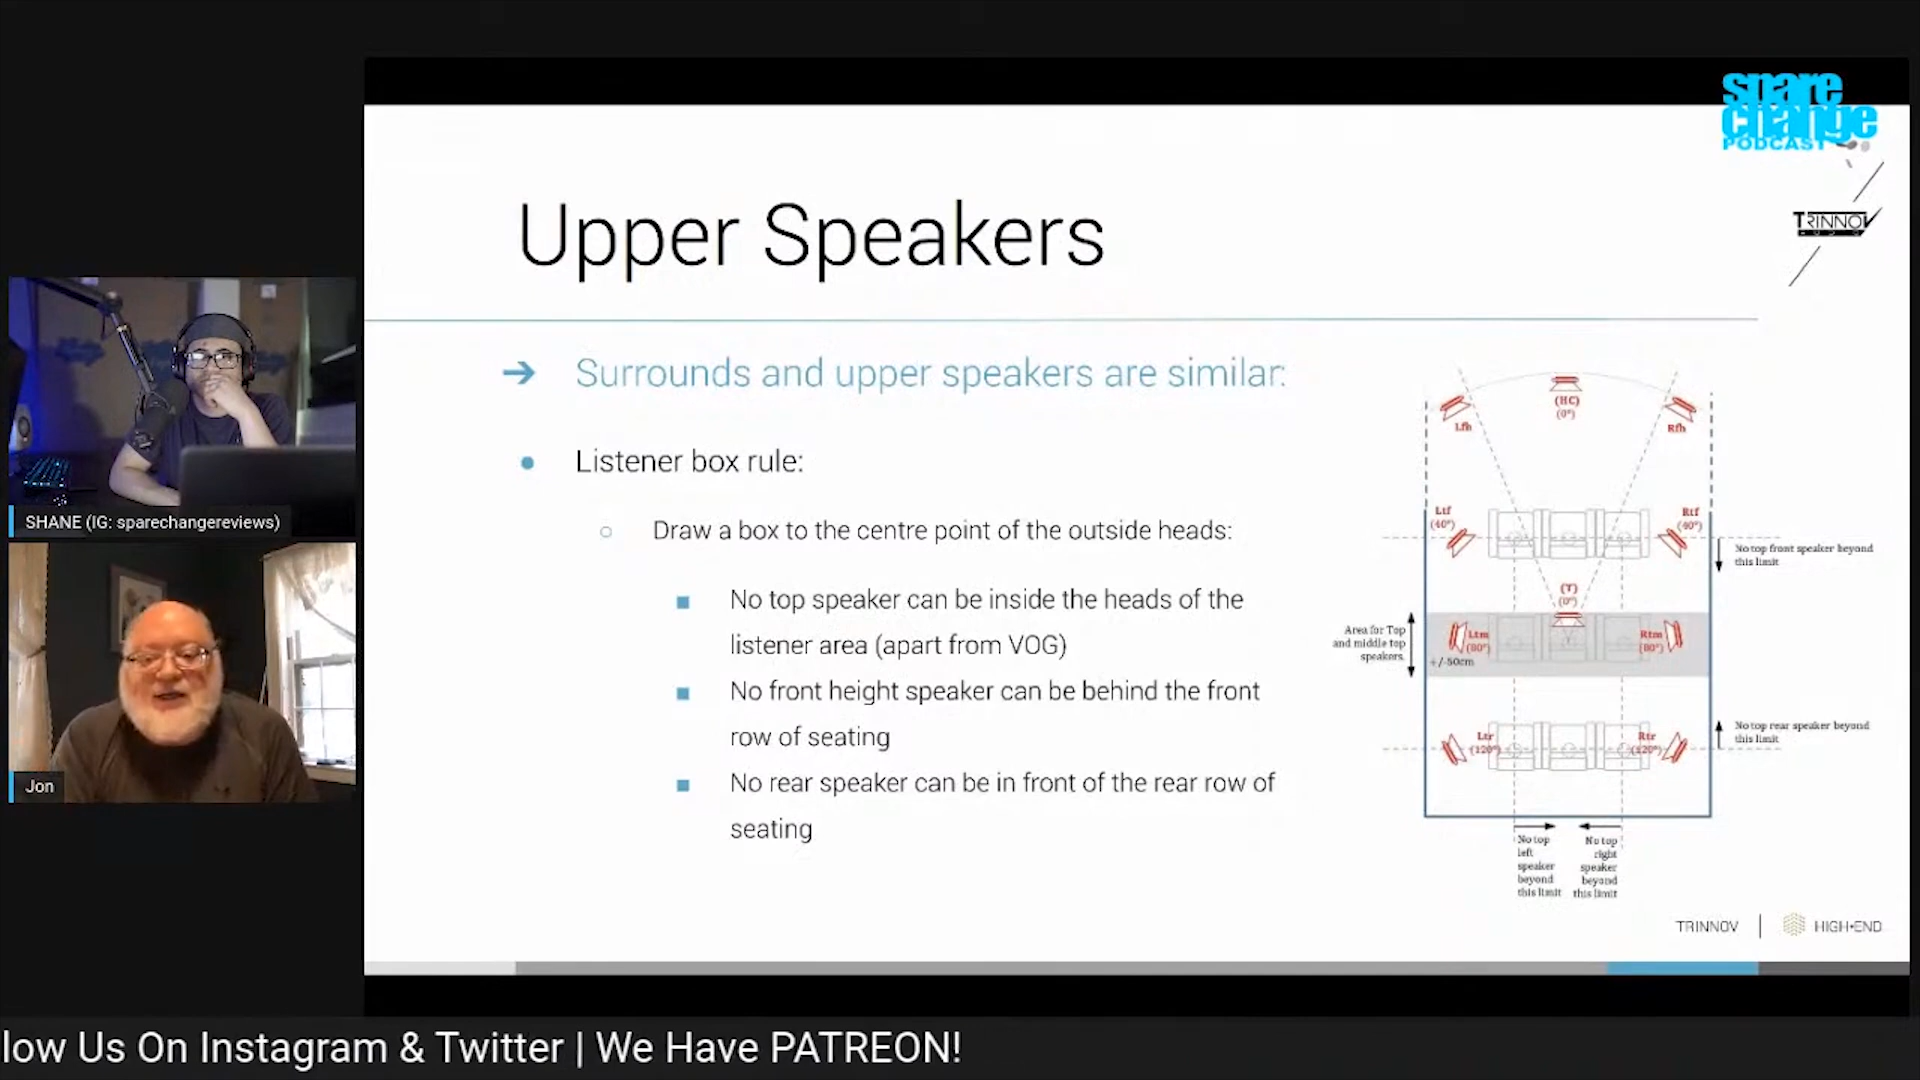 spare
change
PODCAST
TRINNOV
Upper Speakers
→ Surrounds and upper speakers are similar:
Listener box rule:
Draw a box to the centre point of the outside heads:
No top speaker can be inside the heads of the
listener area (apart from VOG)
No front height speaker can be behind the front
row of seating
No rear speaker can be in front of the rear row of
seating
(HC)
(0°)
Lfh
Rfh
Ltf
(40°)
Rtf
(40°)
No top front speaker beyond
this limit
(T)
(0°)
Area for Top
and middle top
speakers.
+/-50cm
Ltm
(80°)
Rtm
(80°)
No top rear speaker beyond
this limit
Ltr
(120°)
Rtr
(120°)
No top
left
speaker
beyond
this limit
No top
right
speaker
beyond
this limit
TRINNOV | HIGH•END
SHANE (IG: sparechangereviews)
Jon
low Us On Instagram & Twitter | We Have PATREON!